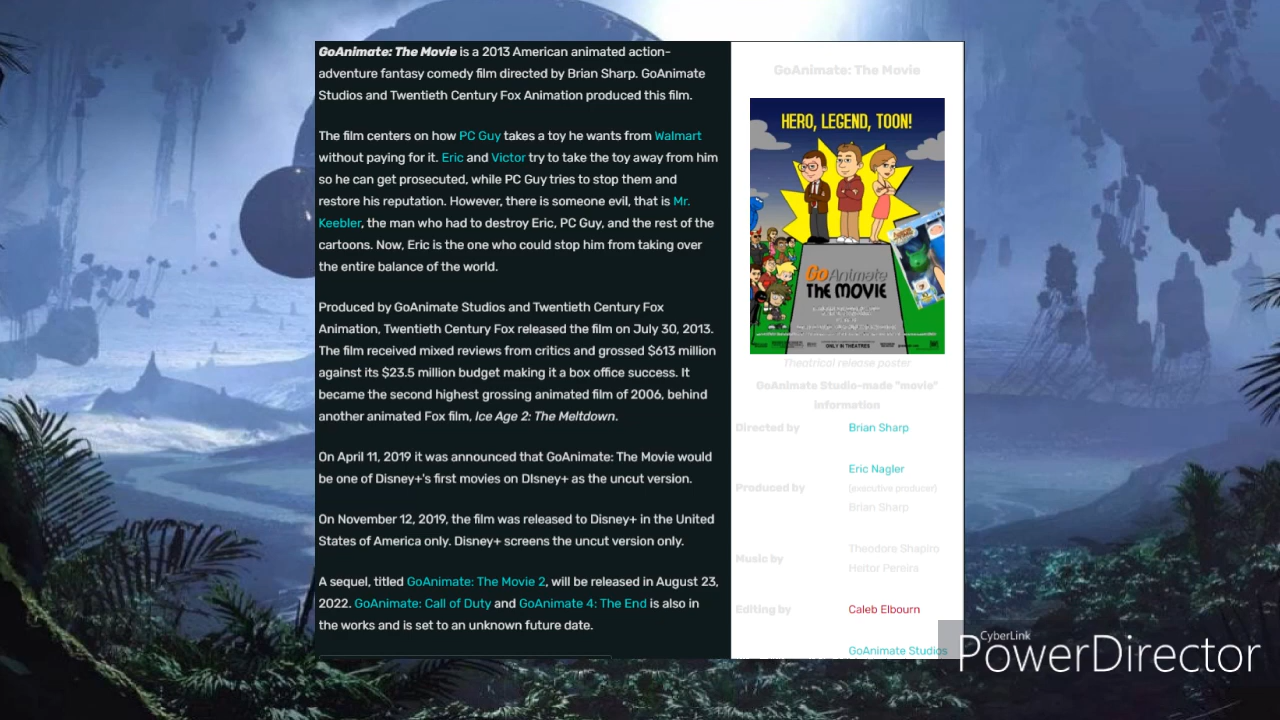 GoAnimate: The Movie is a 2013 American animated action-
adventure fantasy comedy film directed by Brian Sharp. GoAnimate
Studios and Twentieth Century Fox Animation produced this film.
The film centers on how PC Guy takes a toy he wants from Walmart
without paying for it. Eric and Victor try to take the toy away from him
so he can get prosecuted, while PC Guy tries to stop them and
restore his reputation. However, there is someone evil, that is Mr.
Keebler, the man who had to destroy Eric, PC Guy, and the rest of the
cartoons. Now, Eric is the one who could stop him from taking over
the entire balance of the world.
Produced by GoAnimate Studios and Twentieth Century Fox
Animation, Twentieth Century Fox released the film on July 30, 2013.
The film received mixed reviews from critics and grossed $613 million
against its $23.5 million budget making it a box office success. It
became the second highest grossing animated film of 2006, behind
another animated Fox film, Ice Age 2: The Meltdown.
On April 11, 2019 it was announced that GoAnimate: The Movie would
be one of Disney+'s first movies on DIsney+ as the uncut version.
On November 12, 2019, the film was released to Disney+ in the United
States of America only. Disney+ screens the uncut version only.
A sequel, titled GoAnimate: The Movie 2, will be released in August 23,
2022. GoAnimate: Call of Duty and GoAnimate 4: The End is also in
the works and is set to an unknown future date.
GoAnimate: The Movie
HERO, LEGEND, TOON!
GoAnimate
THE MOVIE
ONLY IN THEATRES
Theatrical release poster
GoAnimate Studio-made "movie"
information
Directed by Brian Sharp
Produced by Eric Nagler
(executive producer)
Brian Sharp
Music by Theodore Shapiro
Heitor Pereira
Editing by Caleb Elbourn
GoAnimate Studios
CyberLink
PowerDirector